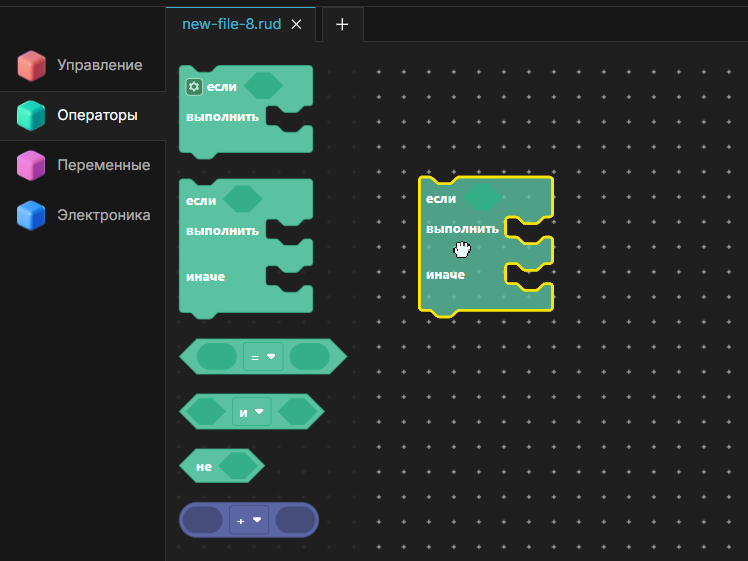 new-file-8.rud
Управление
Операторы
Переменные
Электроника
если
выполнить
если
выполнить
иначе
=
и
не
+
если
выполнить
иначе